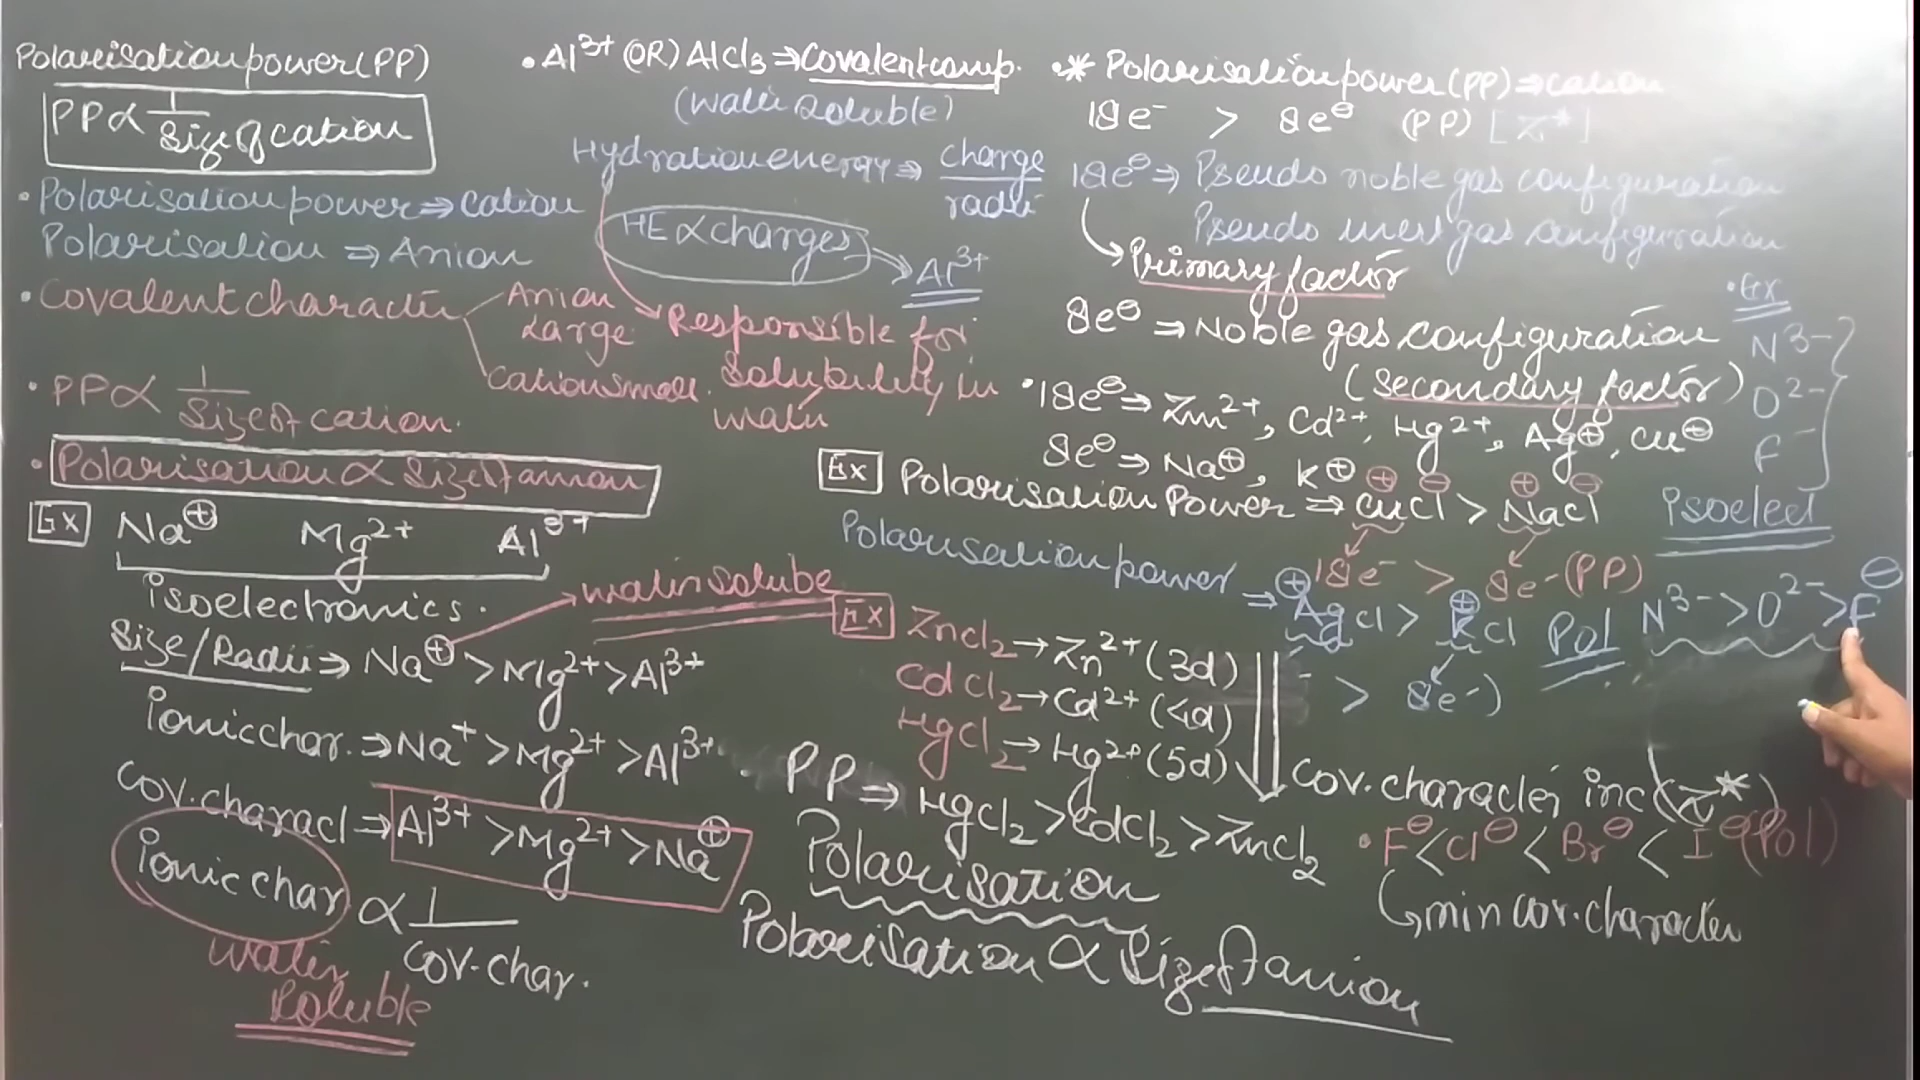 Polarisation power (PP)
PP ∝ 1/Size of cation
• Polarisation power ⇒ cation
Polarisation ⇒ Anion
• Covalent character
Anion Large
cation small.
• PP ∝ 1/Size of cation.
• Polarisation ∝ Size of anion
Ex Na⊕ Mg2+ Al3+
isoelectronics.
Size/Radii ⇒ Na⊕ > Mg2+ > Al3+
ionic char. ⇒ Na+ > Mg2+ > Al3+
Cov. charact ⇒ Al3+ > Mg2+ > Na⊕
ionic char ∝ 1/cov. char.
water soluble
• Al3+ (OR) AlCl3 ⇒ Covalent comp.
(water soluble)
Hydration energy ⇒ charge/radii
HE ∝ charges
Al3+
Responsible for
solubility in
water
water solube
•* Polarisation power (PP) ⇒ cation
18e- > 8e⊖ (PP) [Z*]
18e⊖ ⇒ Pseudo noble gas configuration
Pseudo inert gas configuration
Primary factor
8e⊖ ⇒ Noble gas configuration
(secondary factor)
• 18e⊖ ⇒ Zn2+, Cd2+, Hg2+, Ag⊕, Cu⊕
8e⊖ ⇒ Na⊕, K⊕
Ex Polarisation Power ⇒ CuCl > NaCl
⊕ ⊖ ⊕ ⊖
18e- > 8e- (PP)
Polarisation power ⇒ AgCl > KCl
⊕ ⊕
- > 8e-)
Ex ZnCl2 → Zn2+ (3d)
CdCl2 → Cd2+ (4d)
HgCl2 → Hg2+ (5d)
Cov. character inc (Z*)
PP ⇒ HgCl2 > CdCl2 > ZnCl2
Polarisation
Polarisation ∝ Size of anion
• Ex
N3-
O2-
F-
isoelect
Pol N3- > O2- > F⊖
• F⊖ < Cl⊖ < Br⊖ < I⊖ (Pol)
min cov. character